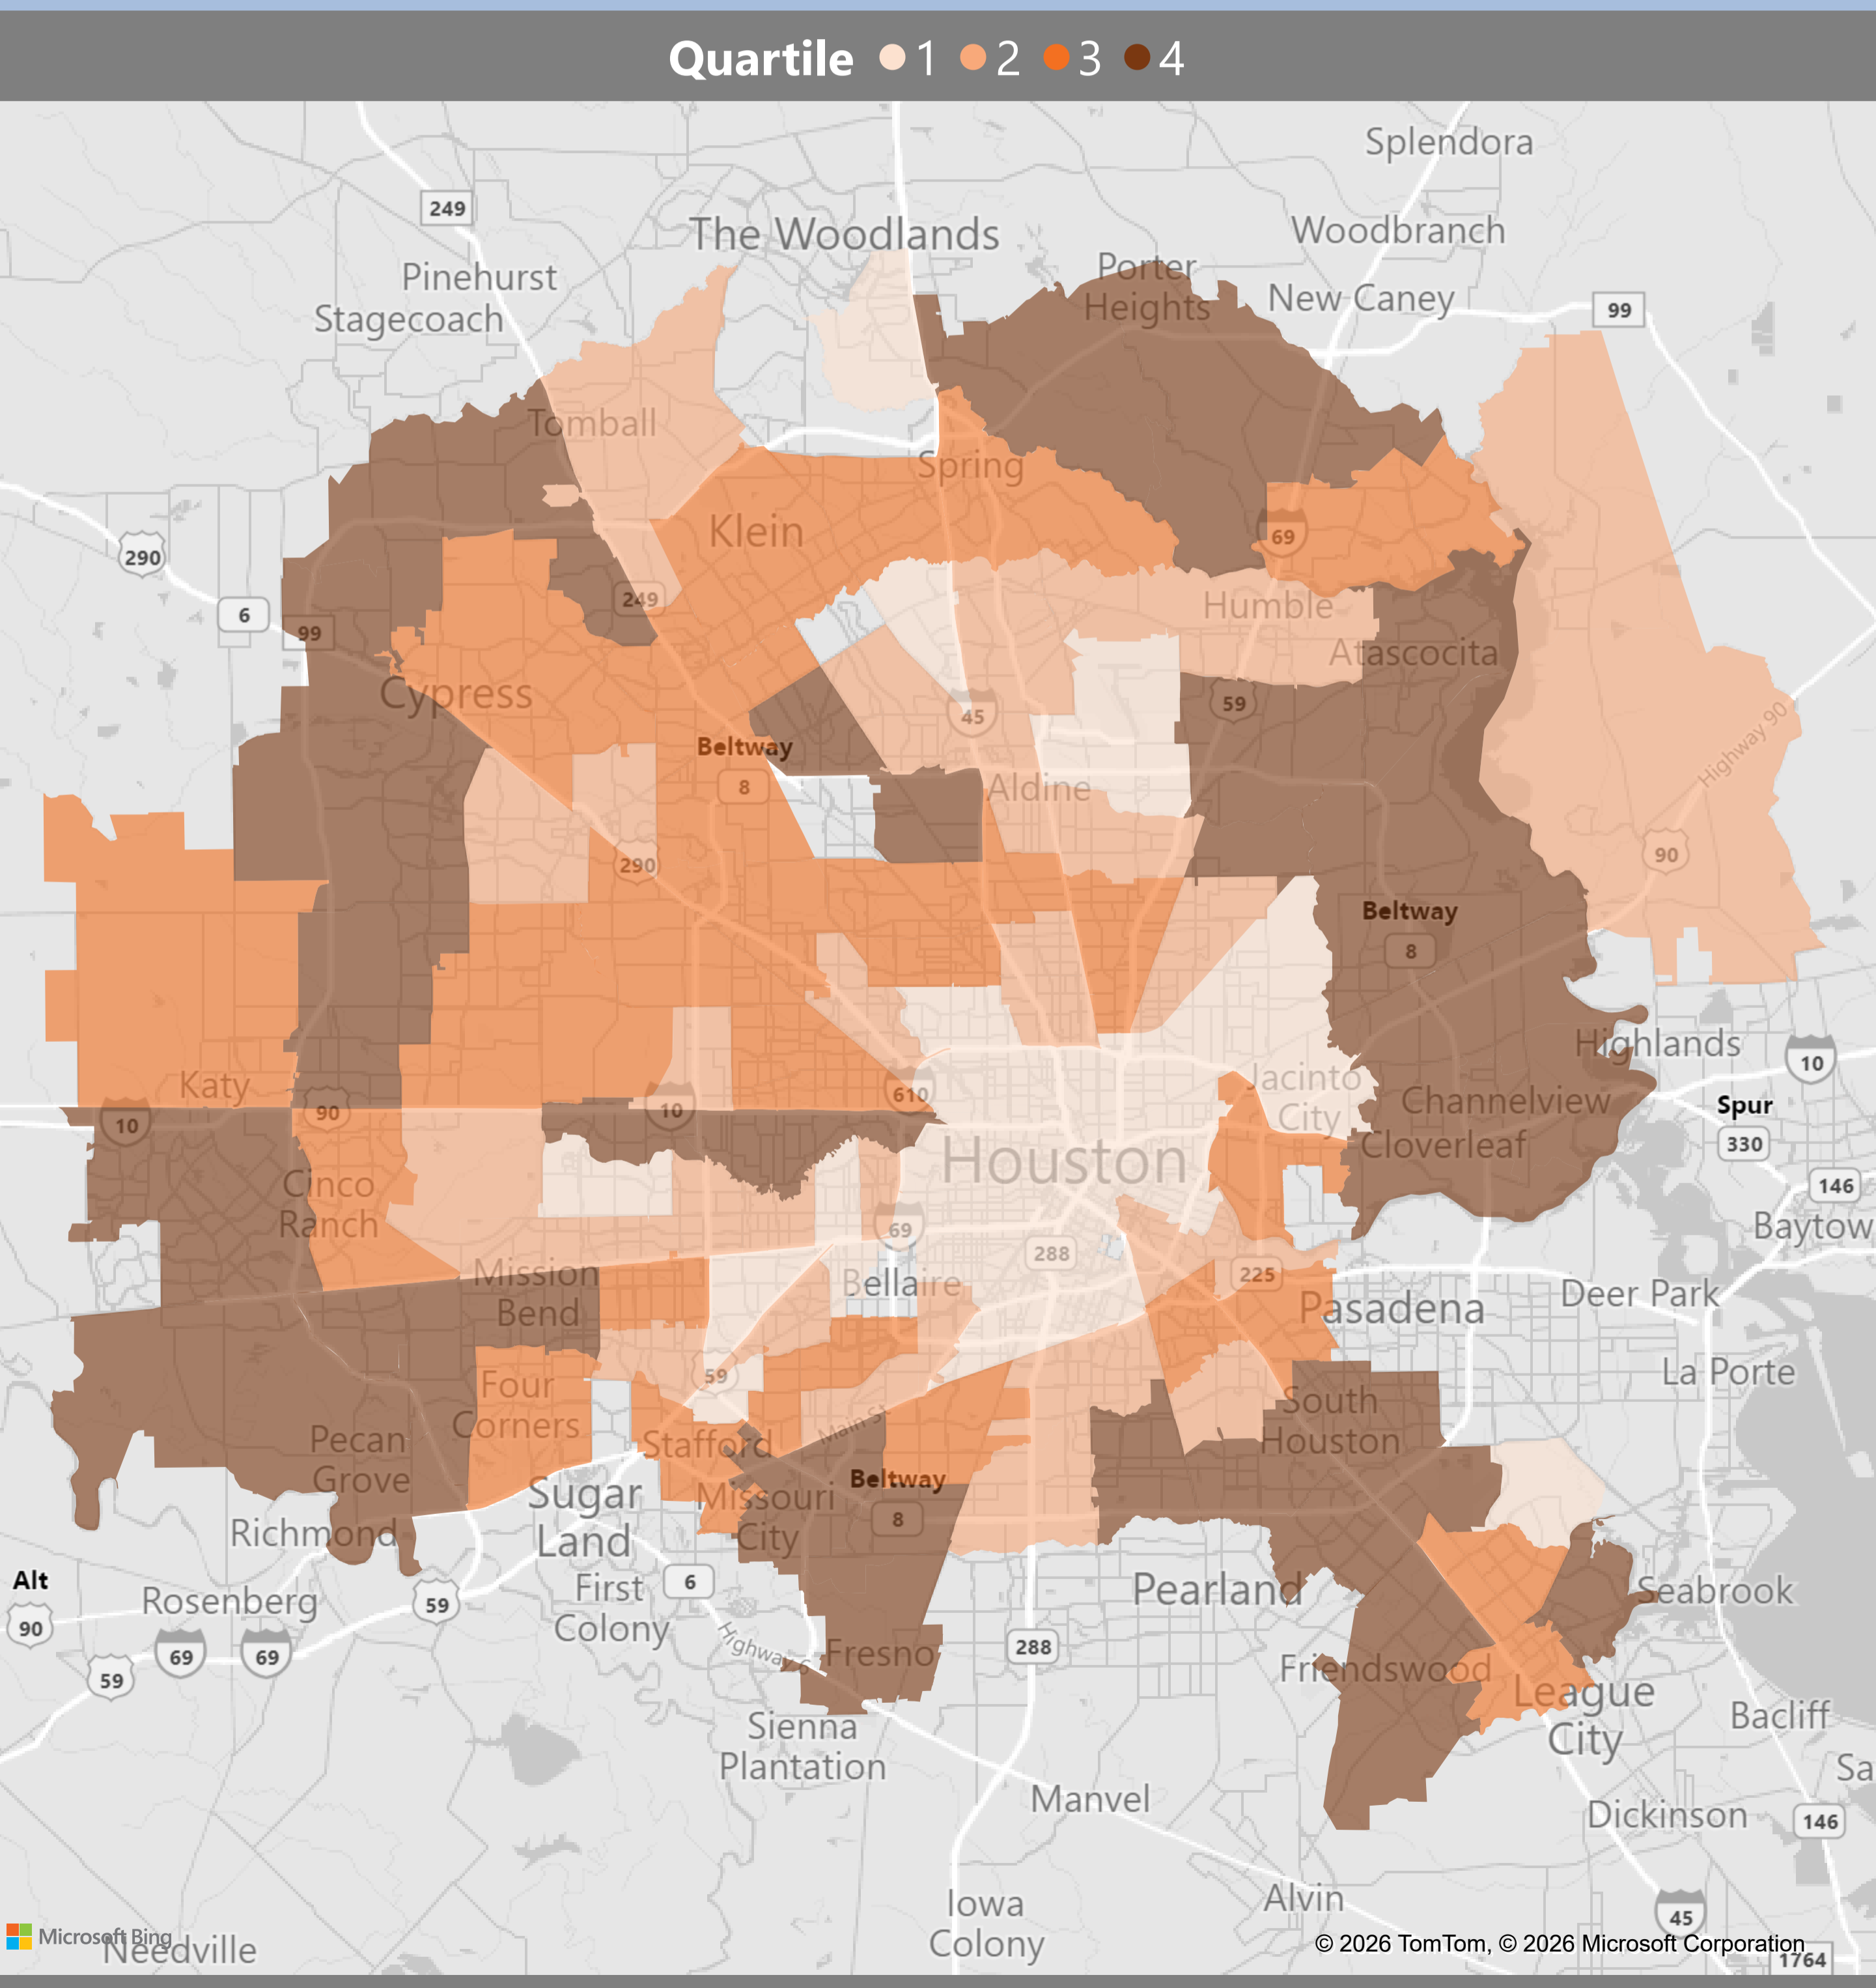 Quartile 1 2 3 4
Splendora
249
The Woodlands
Woodbranch
Pinehurst
Porter
Heights
New Caney
Stagecoach
99
Tomball
Spring
Klein
69
290
249
6
Humble
99
Atascocita
Cypress
59
45
Highway 90
Beltway
8
Aldine
290
90
Beltway
8
Highlands
10
Katy
Jacinto
City
610
10
90
10
Channelview
Spur
330
Houston
Cloverleaf
146
Cinco
Ranch
69
288
Baytow
Mission
Bend
Bellaire
225
Deer Park
Pasadena
59
La Porte
Four
Corners
South
Houston
Main St
Stafford
Pecan
Grove
Beltway
8
Sugar
Land
Missouri
City
Richmond
Alt
90
6
First
Colony
Pearland
Seabrook
Rosenberg
59
69
69
59
Highway 6
Fresno
288
Friendswood
League
City
Bacliff
Sienna
Plantation
Sa
Manvel
Dickinson
146
Alvin
Iowa
Colony
45
Microsoft Bing
Needville
© 2026 TomTom, © 2026 Microsoft Corporation
1764